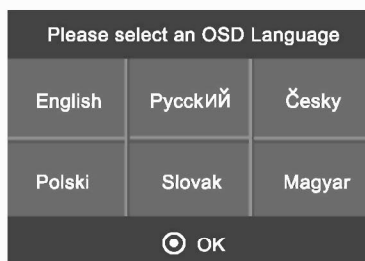 Please select an OSD Language
English Русский Česky
Polski Slovak Magyar
OK